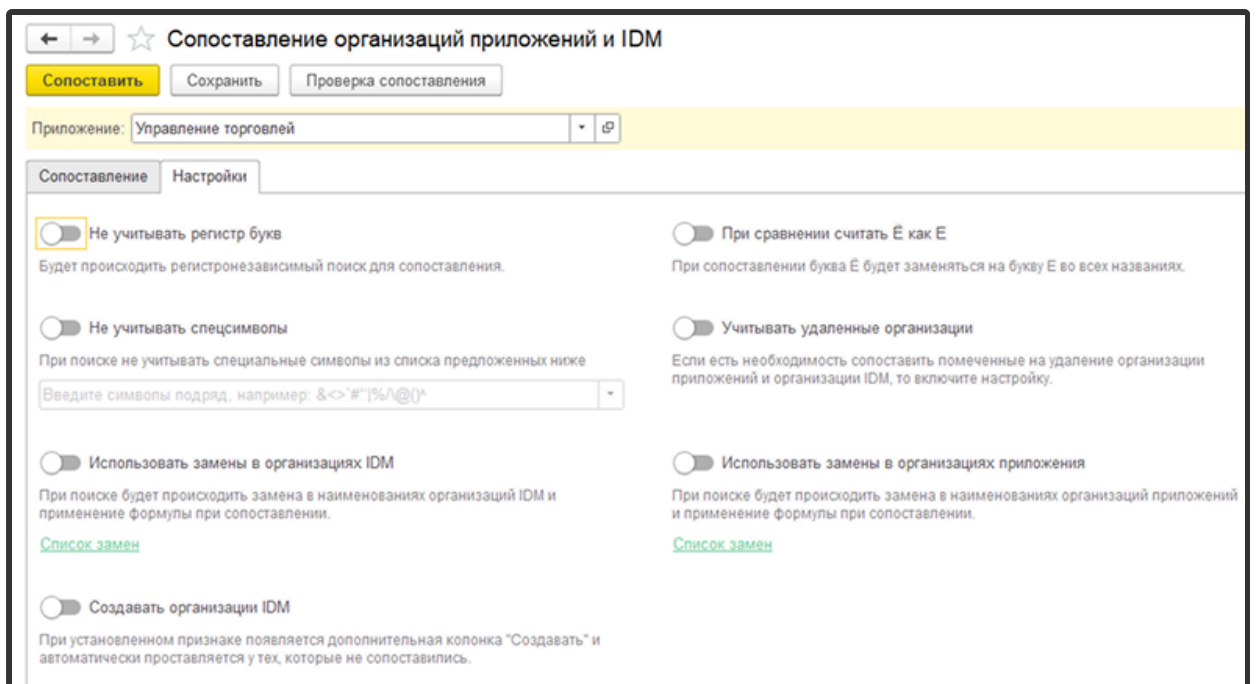 Сопоставление организаций приложений и IDM
Сопоставить Сохранить Проверка сопоставления
Приложение: Управление торговлей
Сопоставление Настройки
Не учитывать регистр букв
Будет происходить регистронезависимый поиск для сопоставления.
При сравнении считать Ё как Е
При сопоставлении буква Ё будет заменяться на букву Е во всех названиях.
Не учитывать спецсимволы
При поиске не учитывать специальные символы из списка предложенных ниже
Введите символы подряд, например: &<>`#"'|%/\@()^
Учитывать удаленные организации
Если есть необходимость сопоставить помеченные на удаление организации
приложений и организации IDM, то включите настройку.
Использовать замены в организациях IDM
При поиске будет происходить замена в наименованиях организаций IDM и
применение формулы при сопоставлении.
Список замен
Использовать замены в организациях приложения
При поиске будет происходить замена в наименованиях организаций приложений
и применение формулы при сопоставлении.
Список замен
Создавать организации IDM
При установленном признаке появляется дополнительная колонка "Создавать" и
автоматически проставляется у тех, которые не сопоставились.